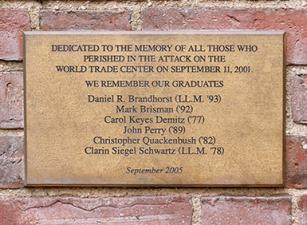 DEDICATED TO THE MEMORY OF ALL THOSE WHO
PERISHED IN THE ATTACK ON THE
WORLD TRADE CENTER ON SEPTEMBER 11, 2001.
WE REMEMBER OUR GRADUATES
Daniel R. Brandhorst (LL.M. '93)
Mark Brisman ('92)
Carol Keyes Demitz ('77)
John Perry ('89)
Christopher Quackenbush ('82)
Clarin Siegel Schwartz (LL.M. '78)
September 2005